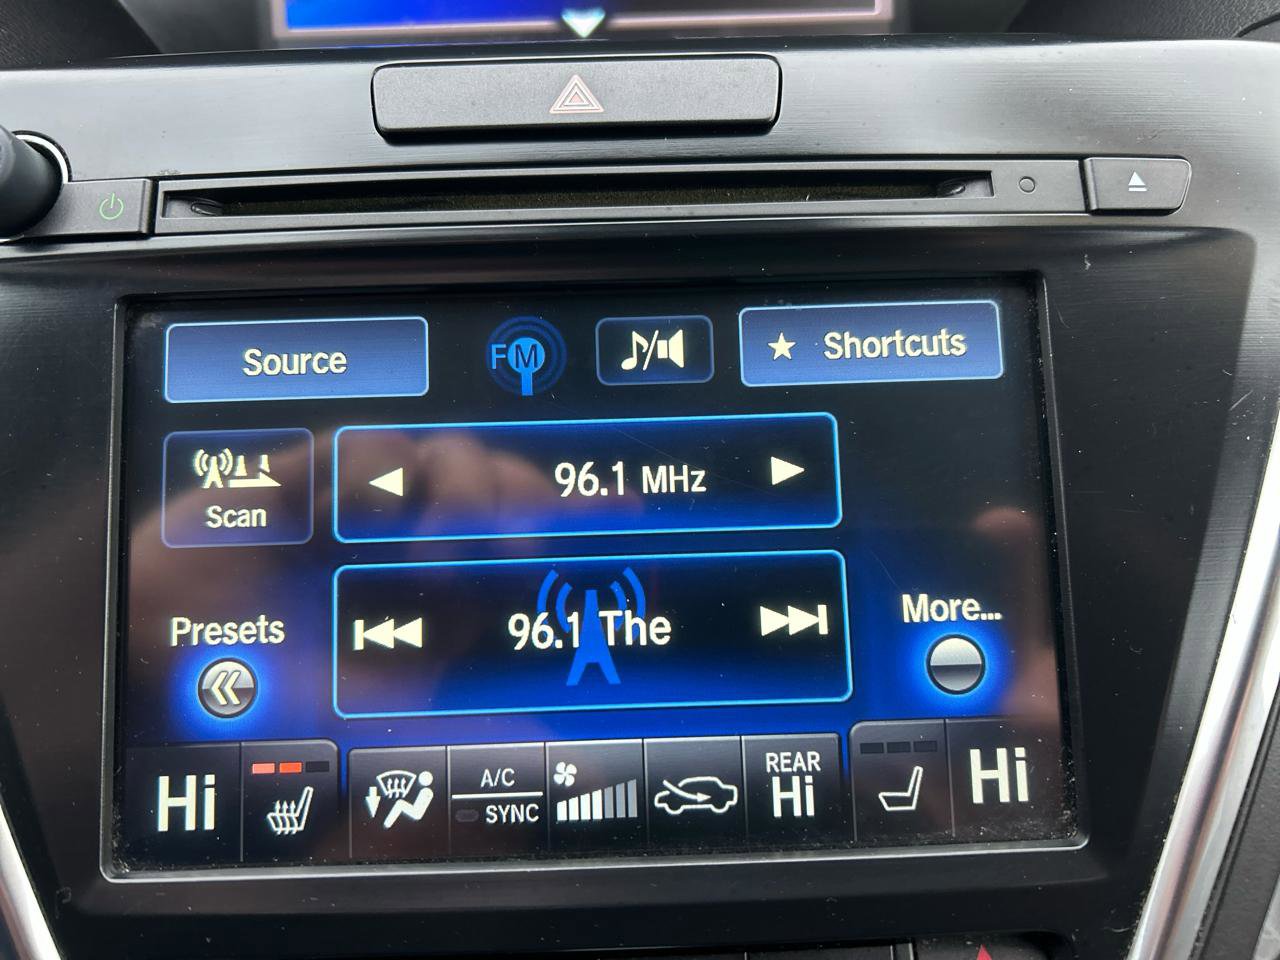 Source
FM
Shortcuts
Scan
96.1 MHz
Presets
96.1 The
More...
Hi
A/C
SYNC
REAR
Hi
Hi